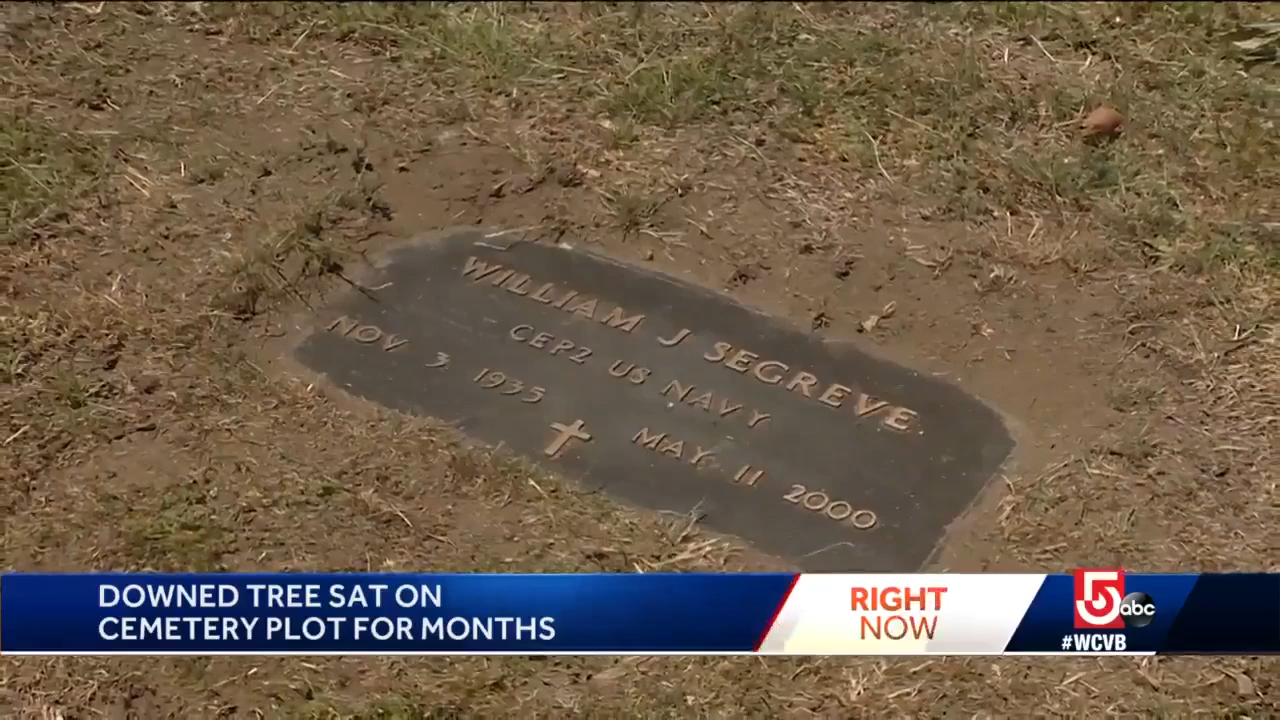 WILLIAM J SEGREVE
CEP2 US NAVY
NOV 3 1935 MAY 11 2000
DOWNED TREE SAT ON
CEMETERY PLOT FOR MONTHS
RIGHT
NOW
5 abc
#WCVB